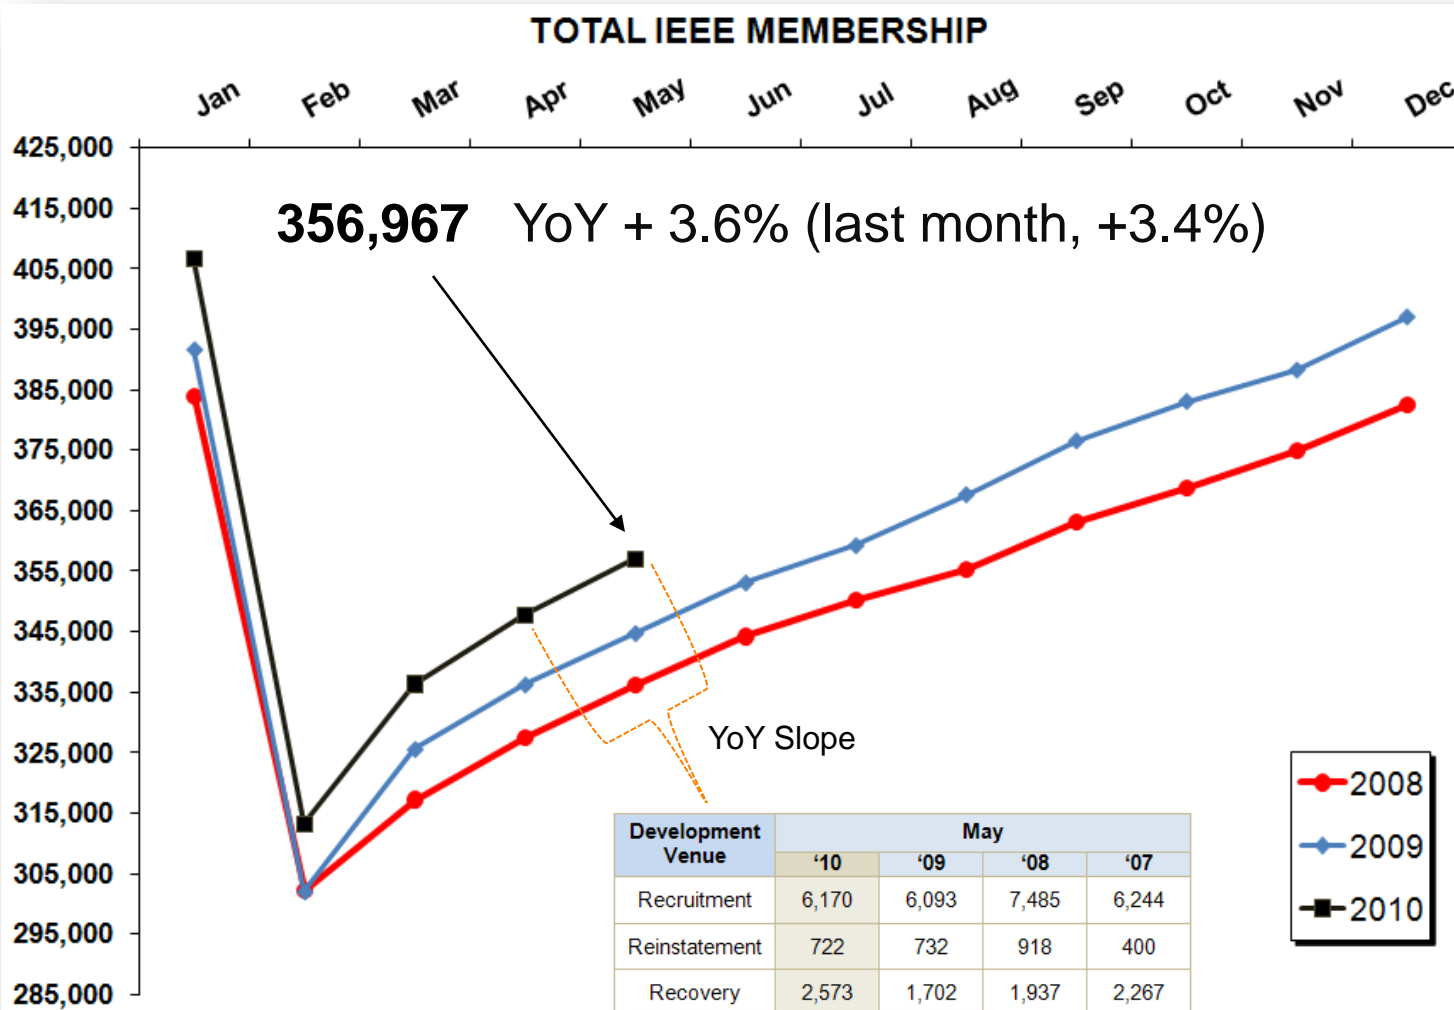 TOTAL IEEE MEMBERSHIP
Jan Feb Mar Apr May Jun Jul Aug Sep Oct Nov Dec
425,000
415,000
356,967 YoY + 3.6% (last month, +3.4%)
405,000
395,000
385,000
375,000
365,000
355,000
345,000
335,000
325,000
YoY Slope
315,000
305,000
295,000
285,000
2008
2009
2010
Development Venue May
‘10 ‘09 ‘08 ‘07
Recruitment 6,170 6,093 7,485 6,244
Reinstatement 722 732 918 400
Recovery 2,573 1,702 1,937 2,267